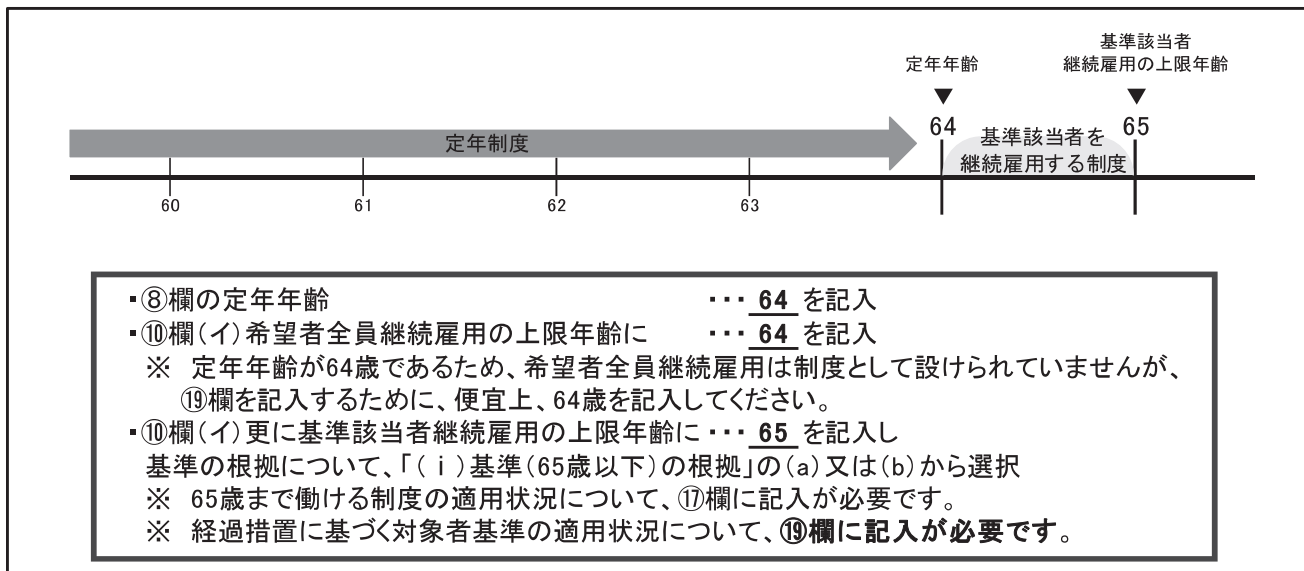 基準該当者
定年年齢 継続雇用の上限年齢
▼ ▼
64 65
定年制度
基準該当者を
継続雇用する制度
60 61 62 63
・⑧欄の定年年齢 ・・・ 64 を記入
・⑩欄(イ)希望者全員継続雇用の上限年齢に ・・・ 64 を記入
※ 定年年齢が64歳であるため、希望者全員継続雇用は制度として設けられていませんが、
⑲欄を記入するために、便宜上、64歳を記入してください。
・⑩欄(イ)更に基準該当者継続雇用の上限年齢に・・・ 65 を記入し
基準の根拠について、「(ⅰ)基準(65歳以下)の根拠」の(a)又は(b)から選択
※ 65歳まで働ける制度の適用状況について、⑰欄に記入が必要です。
※ 経過措置に基づく対象者基準の適用状況について、⑲欄に記入が必要です。